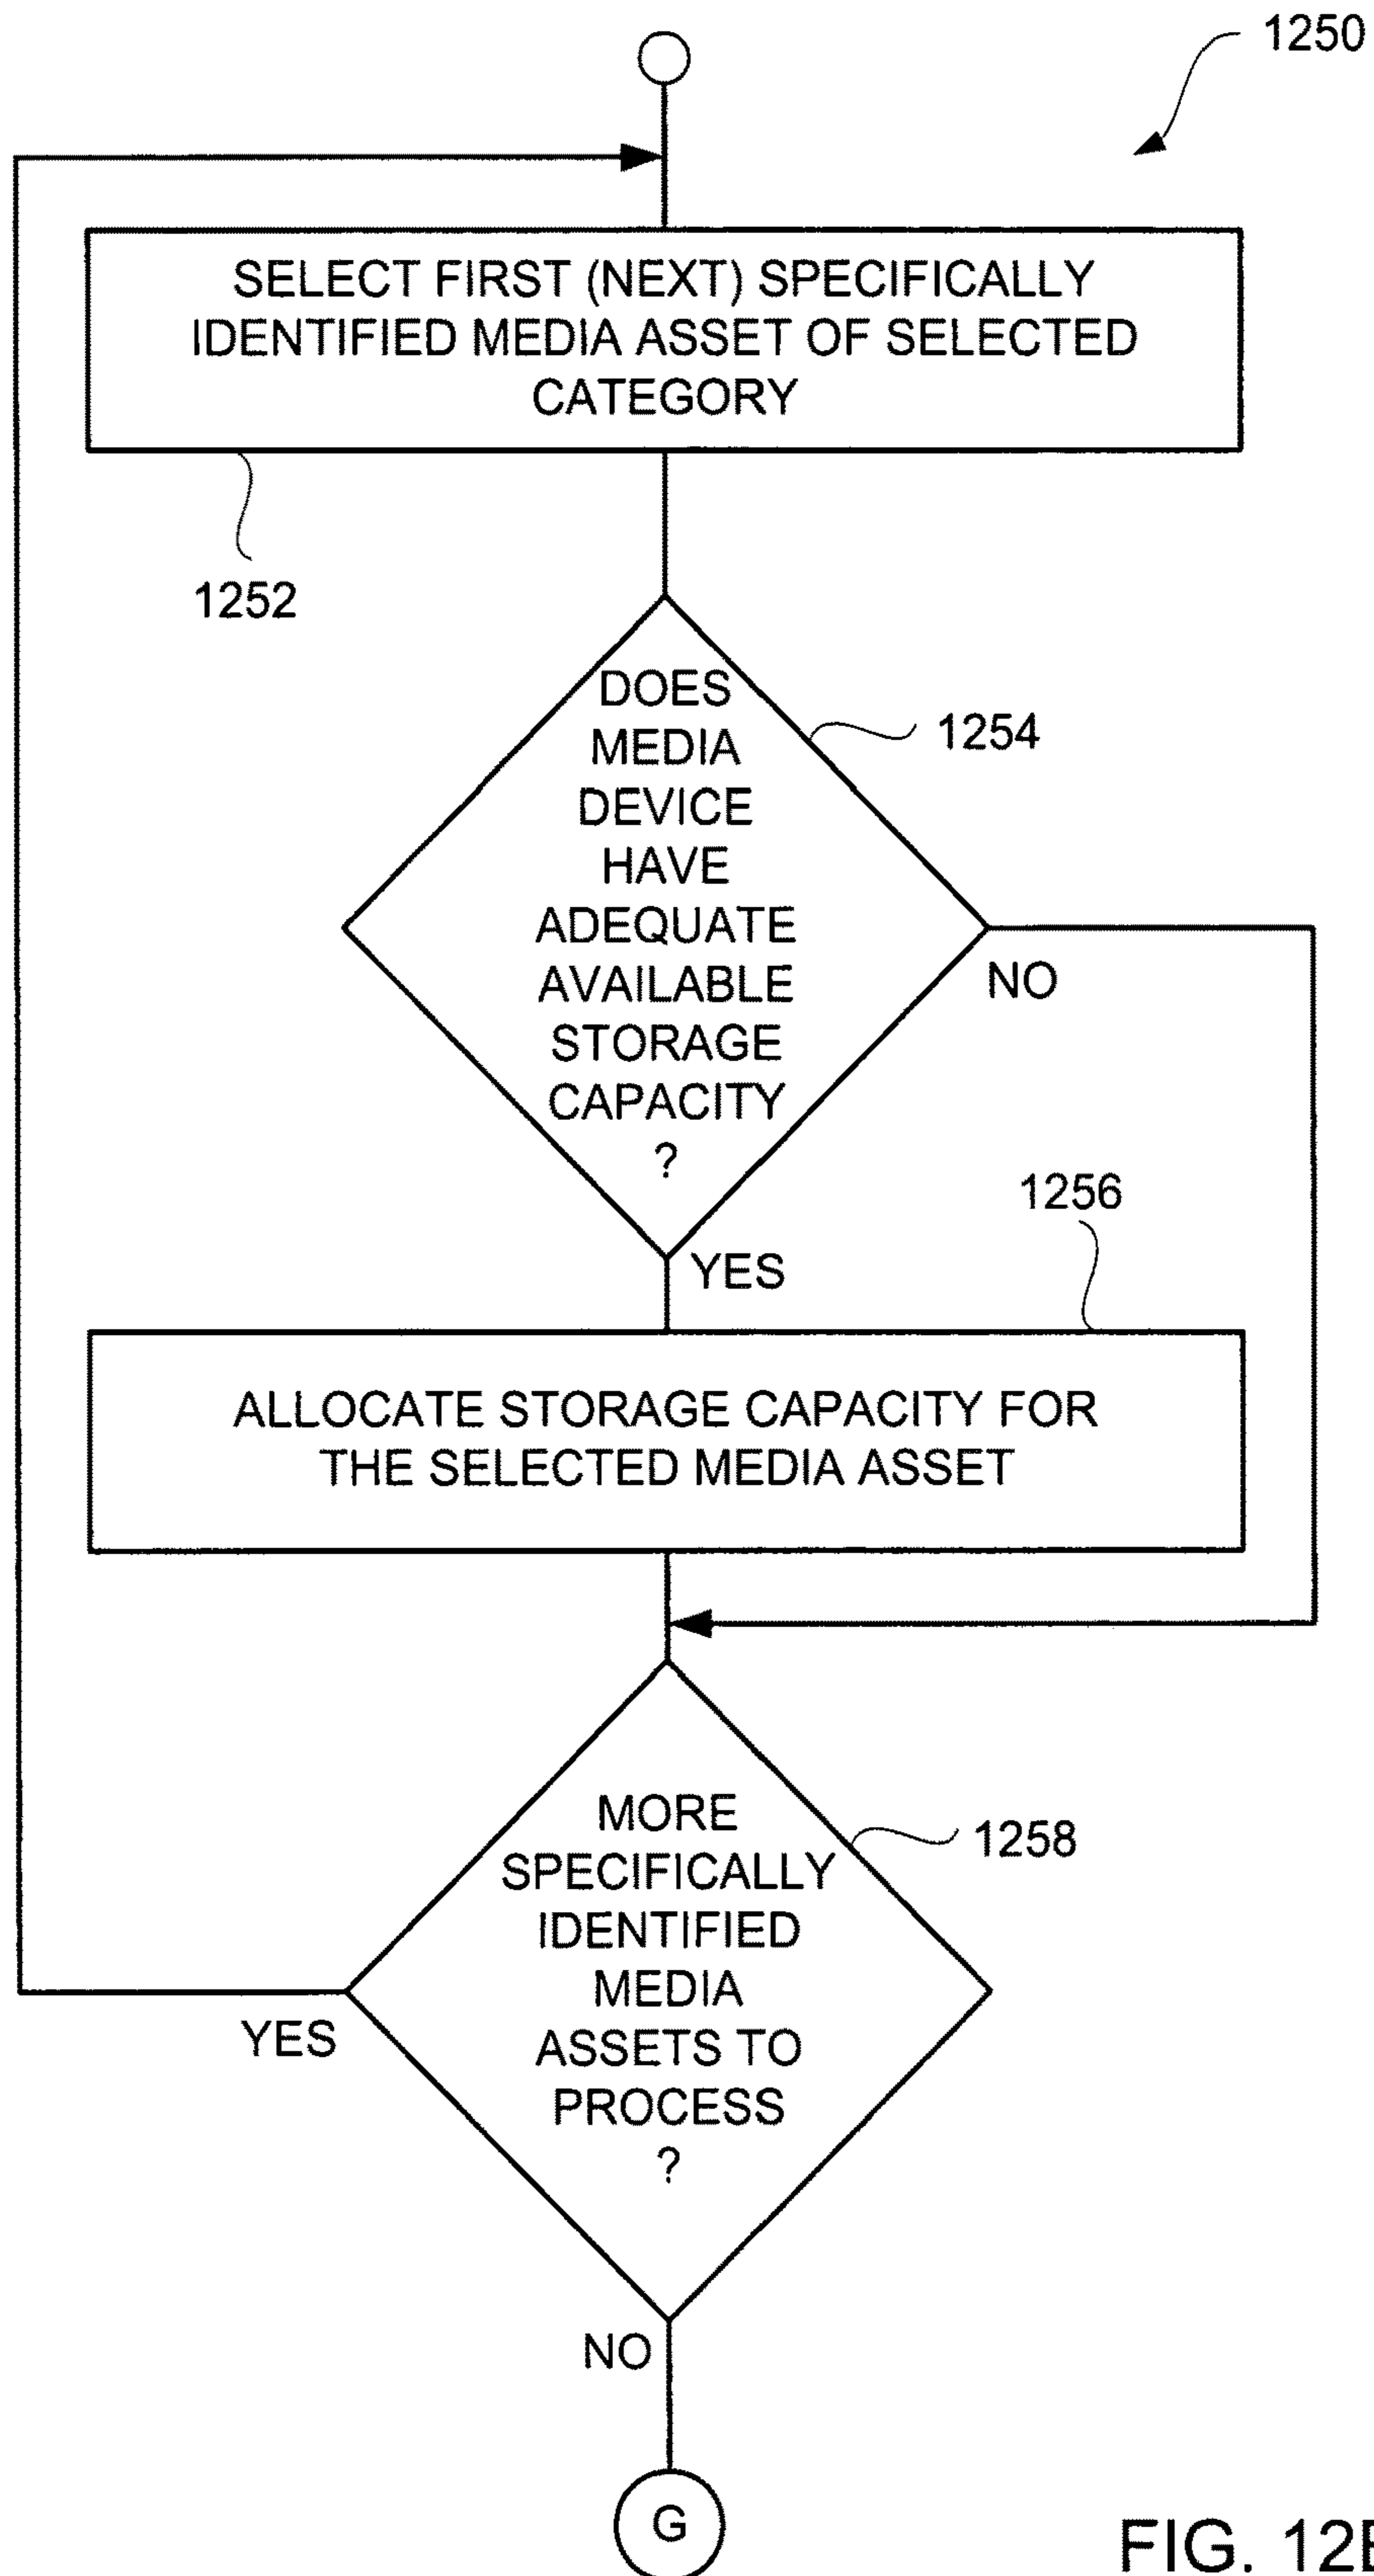 1250
SELECT FIRST (NEXT) SPECIFICALLY
IDENTIFIED MEDIA ASSET OF SELECTED
CATEGORY
1252
DOES
MEDIA
DEVICE
HAVE
ADEQUATE
AVAILABLE
STORAGE
CAPACITY
?
1254
NO
YES
1256
ALLOCATE STORAGE CAPACITY FOR
THE SELECTED MEDIA ASSET
MORE
SPECIFICALLY
IDENTIFIED
MEDIA
ASSETS TO
PROCESS
?
1258
YES
NO
G
FIG. 12B